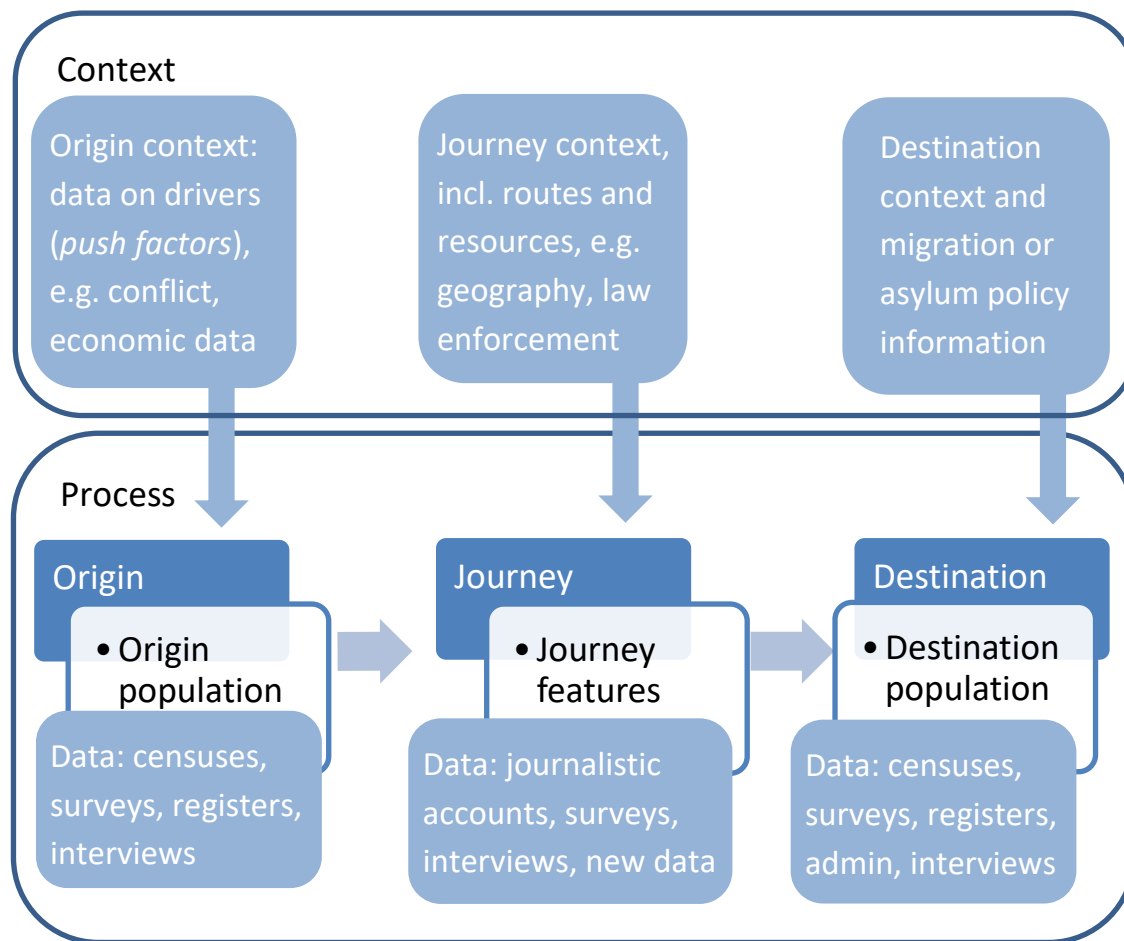 Context
Origin context:
data on drivers
(push factors),
e.g. conflict,
economic data
Journey context,
incl. routes and
resources, e.g.
geography, law
enforcement
Destination
context and
migration or
asylum policy
information
Process
Origin
• Origin
population
Data: censuses,
surveys, registers,
interviews
Journey
• Journey
features
Data: journalistic
accounts, surveys,
interviews, new data
Destination
• Destination
population
Data: censuses,
surveys, registers,
admin, interviews